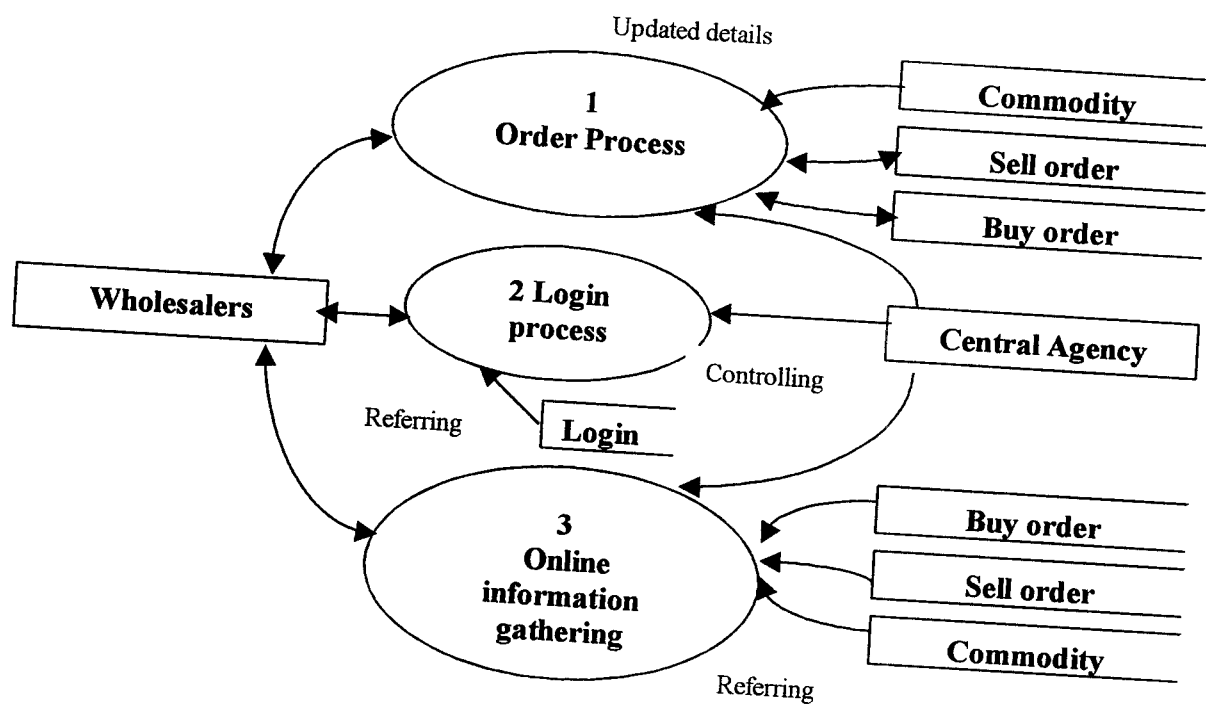 Updated details
1
Order Process
Commodity
Sell order
Buy order
Wholesalers
2 Login
process
Central Agency
Controlling
Referring
Login
3
Online
information
gathering
Buy order
Sell order
Commodity
Referring